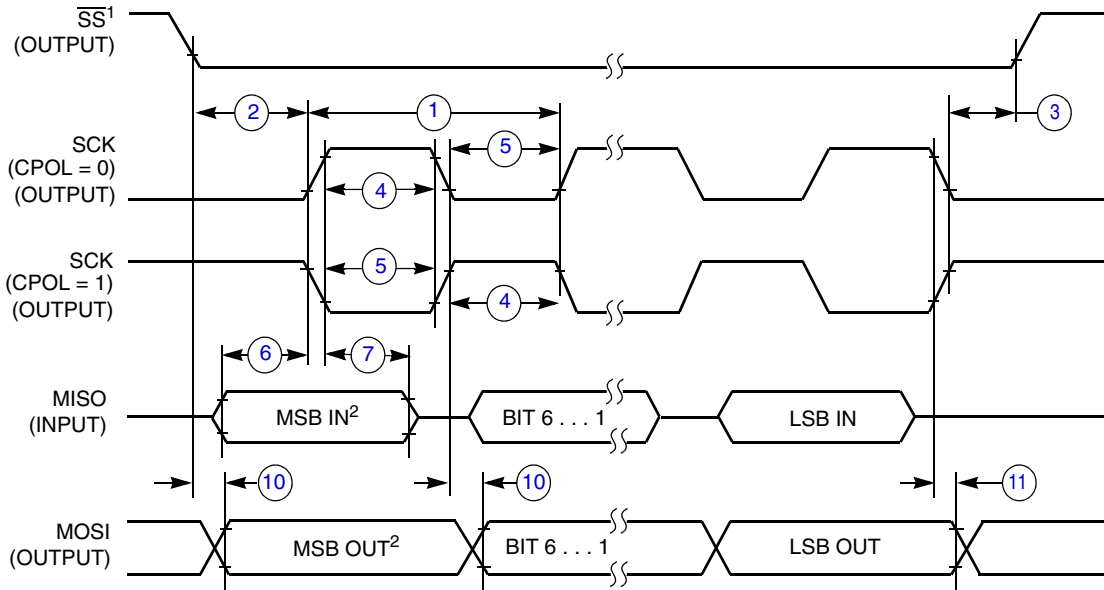 SS¹
(OUTPUT)
2
1
3
SCK
(CPOL = 0)
(OUTPUT)
5
4
SCK
(CPOL = 1)
(OUTPUT)
5
4
6
7
MISO
(INPUT)
MSB IN²
BIT 6 . . . 1
LSB IN
10
10
11
MOSI
(OUTPUT)
MSB OUT²
BIT 6 . . . 1
LSB OUT